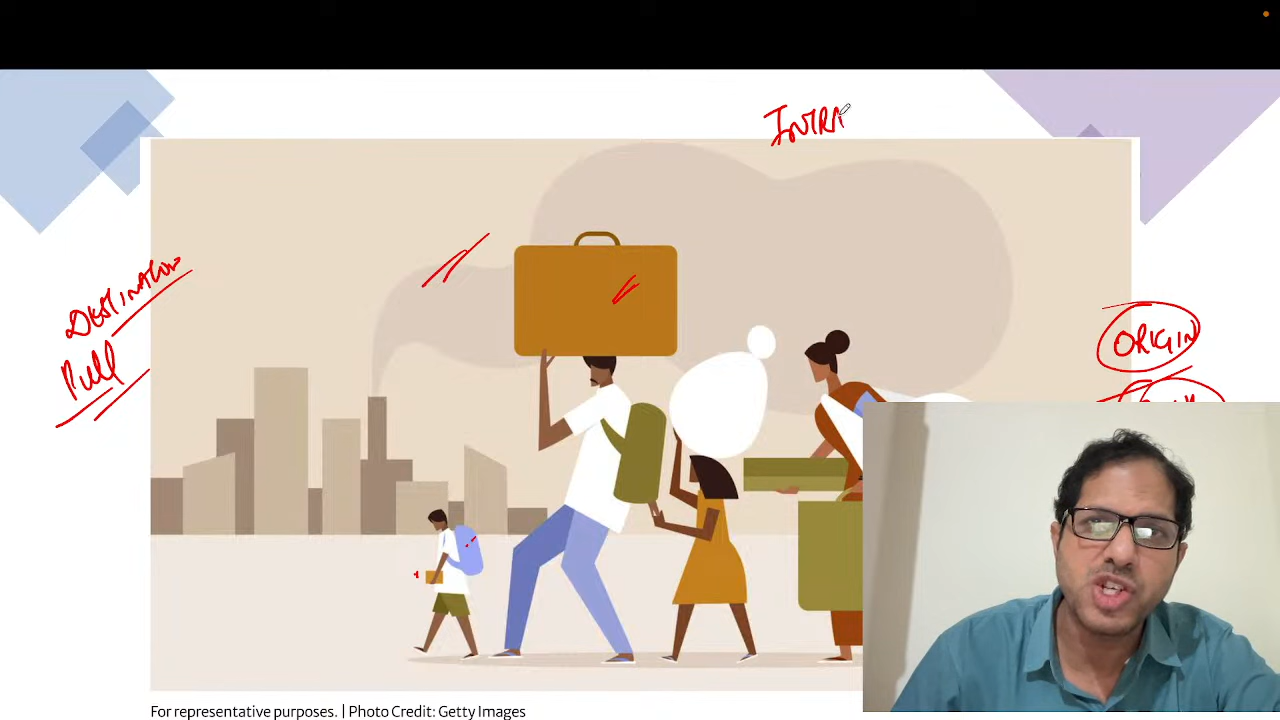 INTRA
DESTINATION
Pull
ORIGIN
For representative purposes. | Photo Credit: Getty Images